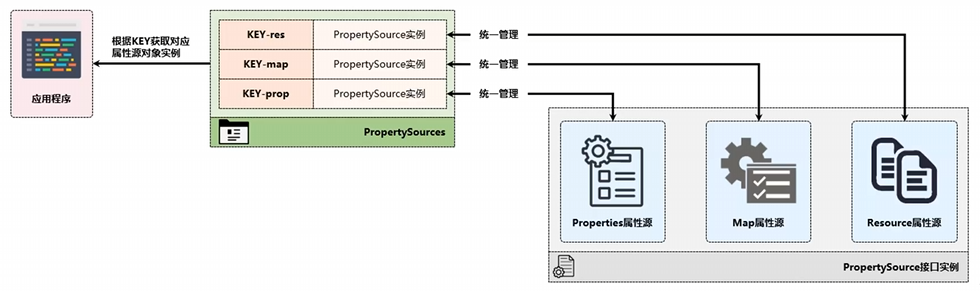 应用程序
根据KEY获取对应
属性源对象实例
KEY-res
PropertySource实例
KEY-map
PropertySource实例
KEY-prop
PropertySource实例
PropertySources
统一管理
统一管理
统一管理
Properties属性源
Map属性源
Resource属性源
PropertySource接口实例